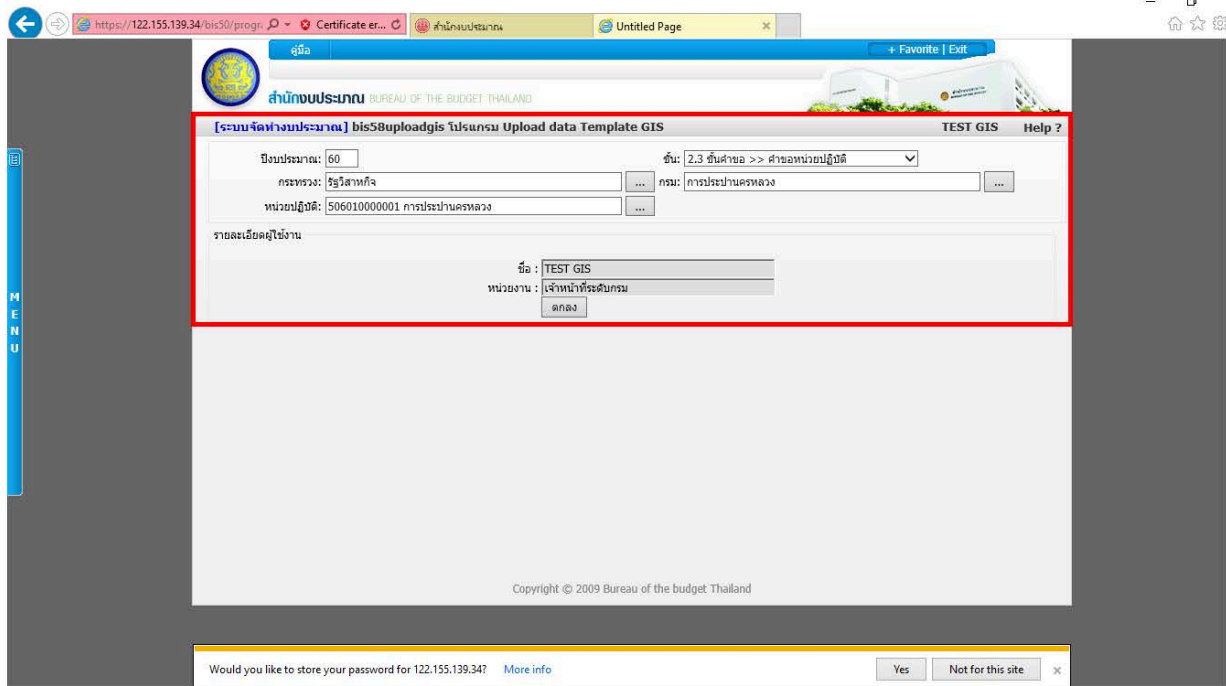 https://122.155.139.34/bis50/progr. Certificate er... สำนักงบประมาณ Untitled Page
คู่มือ + Favorite | Exit
สำนักงบประมาณ BUREAU OF THE BUDGET THAILAND
[ระบบจัดทำงบประมาณ] bis58uploadgis โปรแกรม Upload data Template GIS TEST GIS Help ?
ปีงบประมาณ: 60 ชั้น: 2.3 ชั้นคำขอ >> คำขอหน่วยปฏิบัติ
กระทรวง: รัฐวิสาหกิจ ... กรม: การประปานครหลวง ...
หน่วยปฏิบัติ: 506010000001 การประปานครหลวง ...
รายละเอียดผู้ใช้งาน
ชื่อ : TEST GIS
หน่วยงาน : เจ้าหน้าที่ระดับกรม
ตกลง
MENU
Copyright © 2009 Bureau of the budget Thailand
Would you like to store your password for 122.155.139.34? More info Yes Not for this site